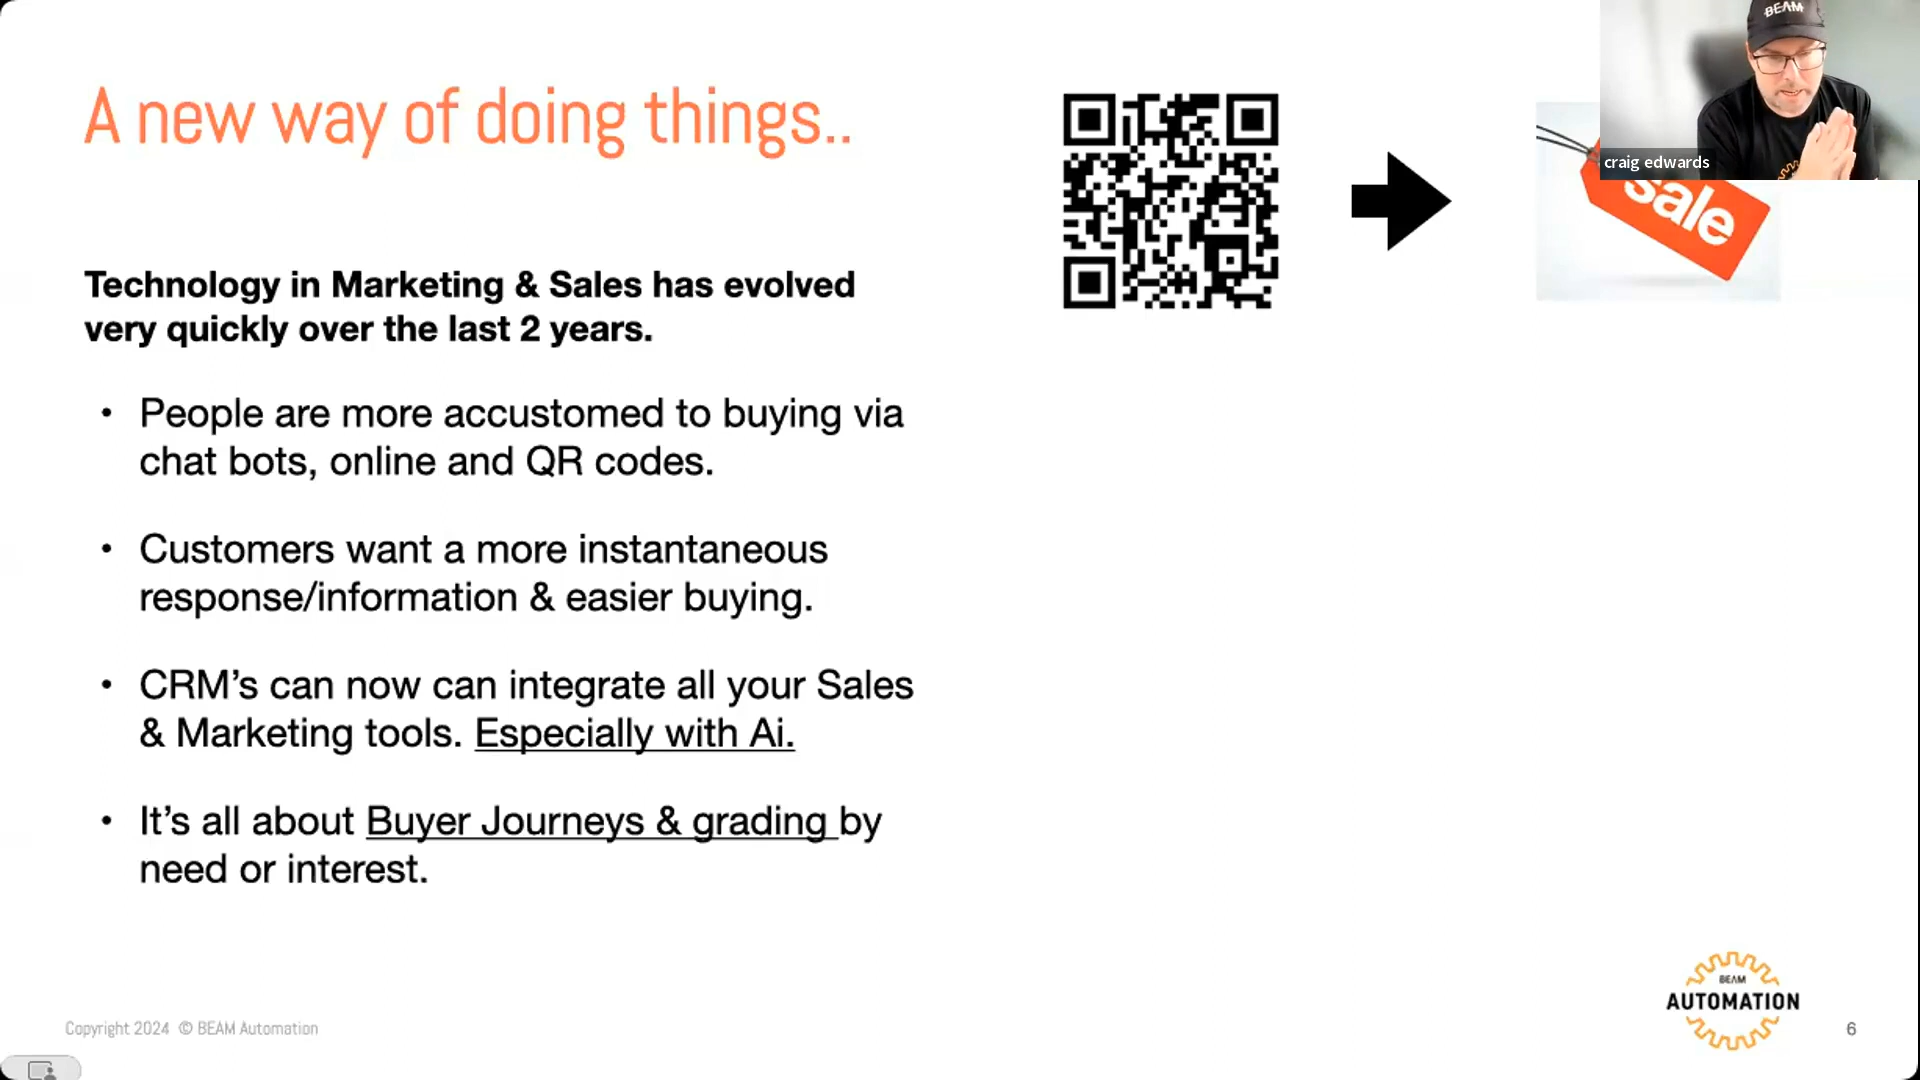 A new way of doing things..
BEAM
craig edwards
sale
Technology in Marketing & Sales has evolved
very quickly over the last 2 years.
• People are more accustomed to buying via
chat bots, online and QR codes.
• Customers want a more instantaneous
response/information & easier buying.
• CRM’s can now can integrate all your Sales
& Marketing tools. Especially with Ai.
• It’s all about Buyer Journeys & grading by
need or interest.
BEAM
AUTOMATION
Copyright 2024 © BEAM Automation
6